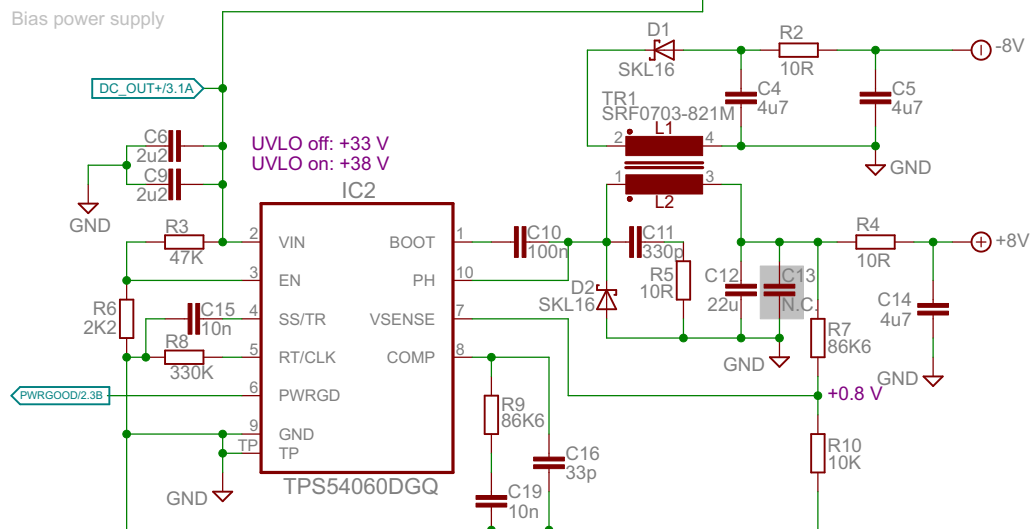 Bias power supply
D1
SKL16
R2
10R
-8V
DC_OUT+/3.1A
C4
4u7
C5
4u7
TR1
SRF0703-821M
L1
2
4
GND
C6
2u2
C9
2u2
UVLO off: +33 V
UVLO on: +38 V
1
3
L2
GND
IC2
R3
47K
2
VIN
BOOT
1
C10
100n
C11
330p
R4
10R
+8V
3
EN
PH
10
R5
10R
C12
22u
C13
N.C.
D2
SKL16
R6
2K2
C15
10n
4
SS/TR
VSENSE
7
C14
4u7
R7
86K6
R8
330K
5
RT/CLK
COMP
8
GND
GND
PWRGOOD/2.3B
6
PWRGD
+0.8 V
R9
86K6
9
GND
TP
TP
R10
10K
C16
33p
GND
TPS54060DGQ
C19
10n